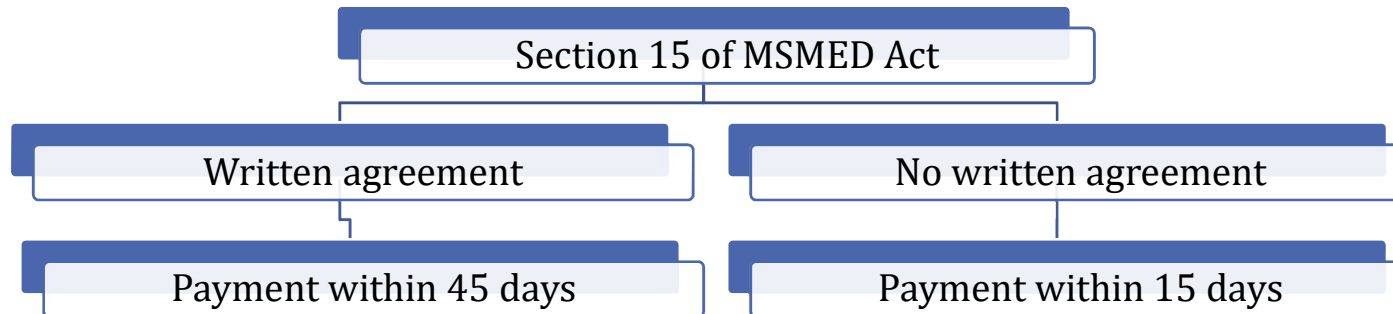 Section 15 of MSMED Act
Written agreement
No written agreement
Payment within 45 days
Payment within 15 days